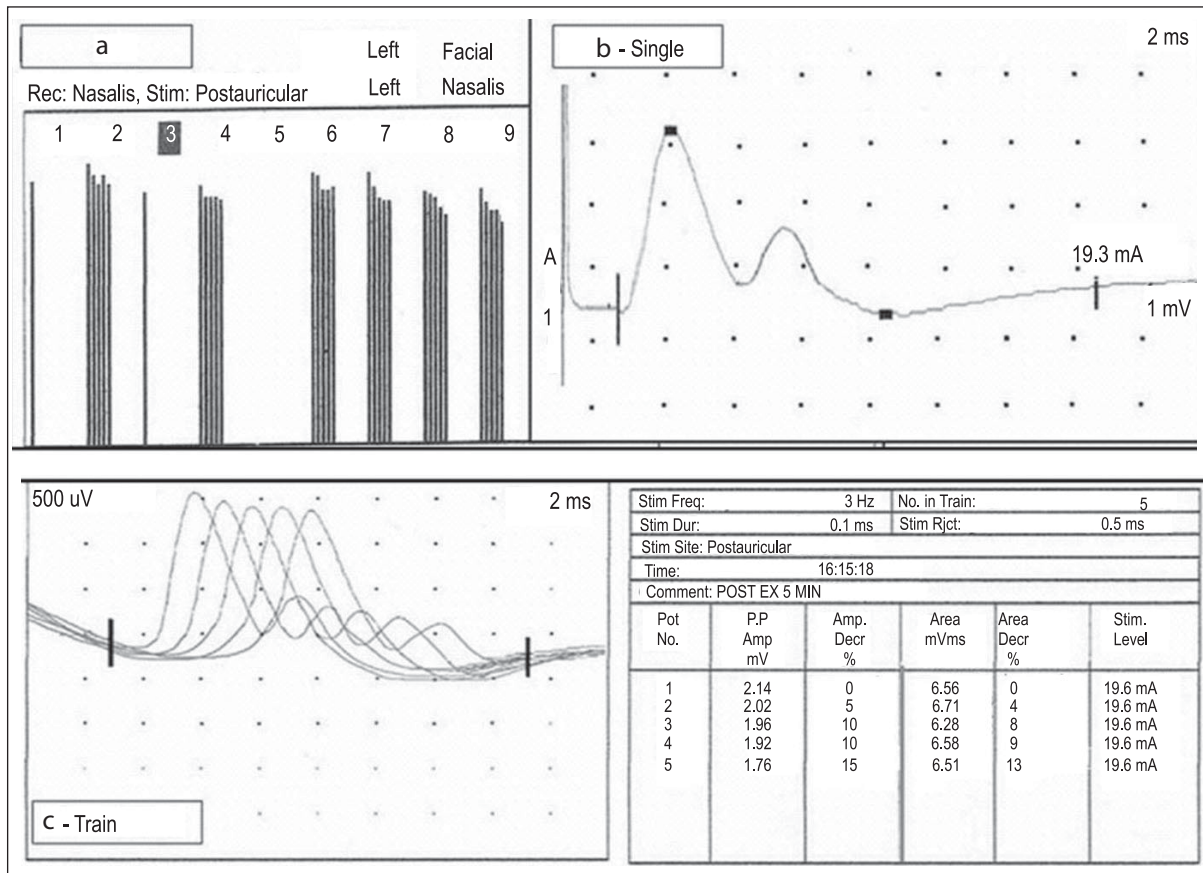 a
Left Facial
Rec: Nasalis, Stim: Postauricular Left Nasalis
1 2 3 4 5 6 7 8 9
b - Single
2 ms
A
19.3 mA
1
1 mV
500 uV
2 ms
c - Train
Stim Freq: 3 Hz No. in Train: 5
Stim Dur: 0.1 ms Stim Rjct: 0.5 ms
Stim Site: Postauricular
Time: 16:15:18
Comment: POST EX 5 MIN
Pot P.P Amp. Area Area Stim.
No. Amp Decr mVms Decr Level
mV % %
1 2.14 0 6.56 0 19.6 mA
2 2.02 5 6.71 4 19.6 mA
3 1.96 10 6.28 8 19.6 mA
4 1.92 10 6.58 9 19.6 mA
5 1.76 15 6.51 13 19.6 mA